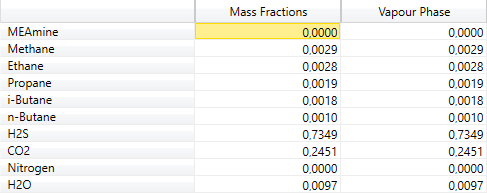 Mass Fractions Vapour Phase
MEAmine 0,0000 0,0000
Methane 0,0029 0,0029
Ethane 0,0028 0,0028
Propane 0,0019 0,0019
i-Butane 0,0018 0,0018
n-Butane 0,0010 0,0010
H2S 0,7349 0,7349
CO2 0,2451 0,2451
Nitrogen 0,0000 0,0000
H2O 0,0097 0,0097